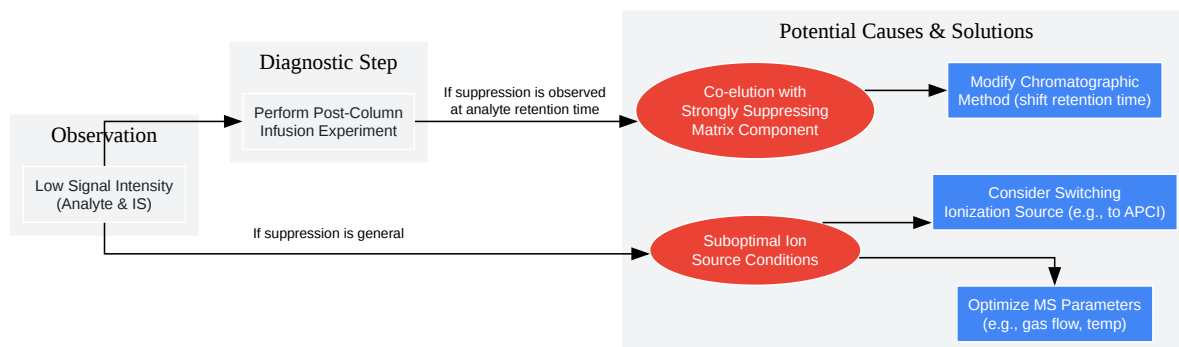 Observation
Low Signal Intensity
(Analyte & IS)
Diagnostic Step
Perform Post-Column
Infusion Experiment
If suppression is observed
at analyte retention time
If suppression is general
Potential Causes & Solutions
Co-elution with
Strongly Suppressing
Matrix Component
Modify Chromatographic
Method (shift retention time)
Suboptimal Ion
Source Conditions
Consider Switching
Ionization Source (e.g., to APCI)
Optimize MS Parameters
(e.g., gas flow, temp)